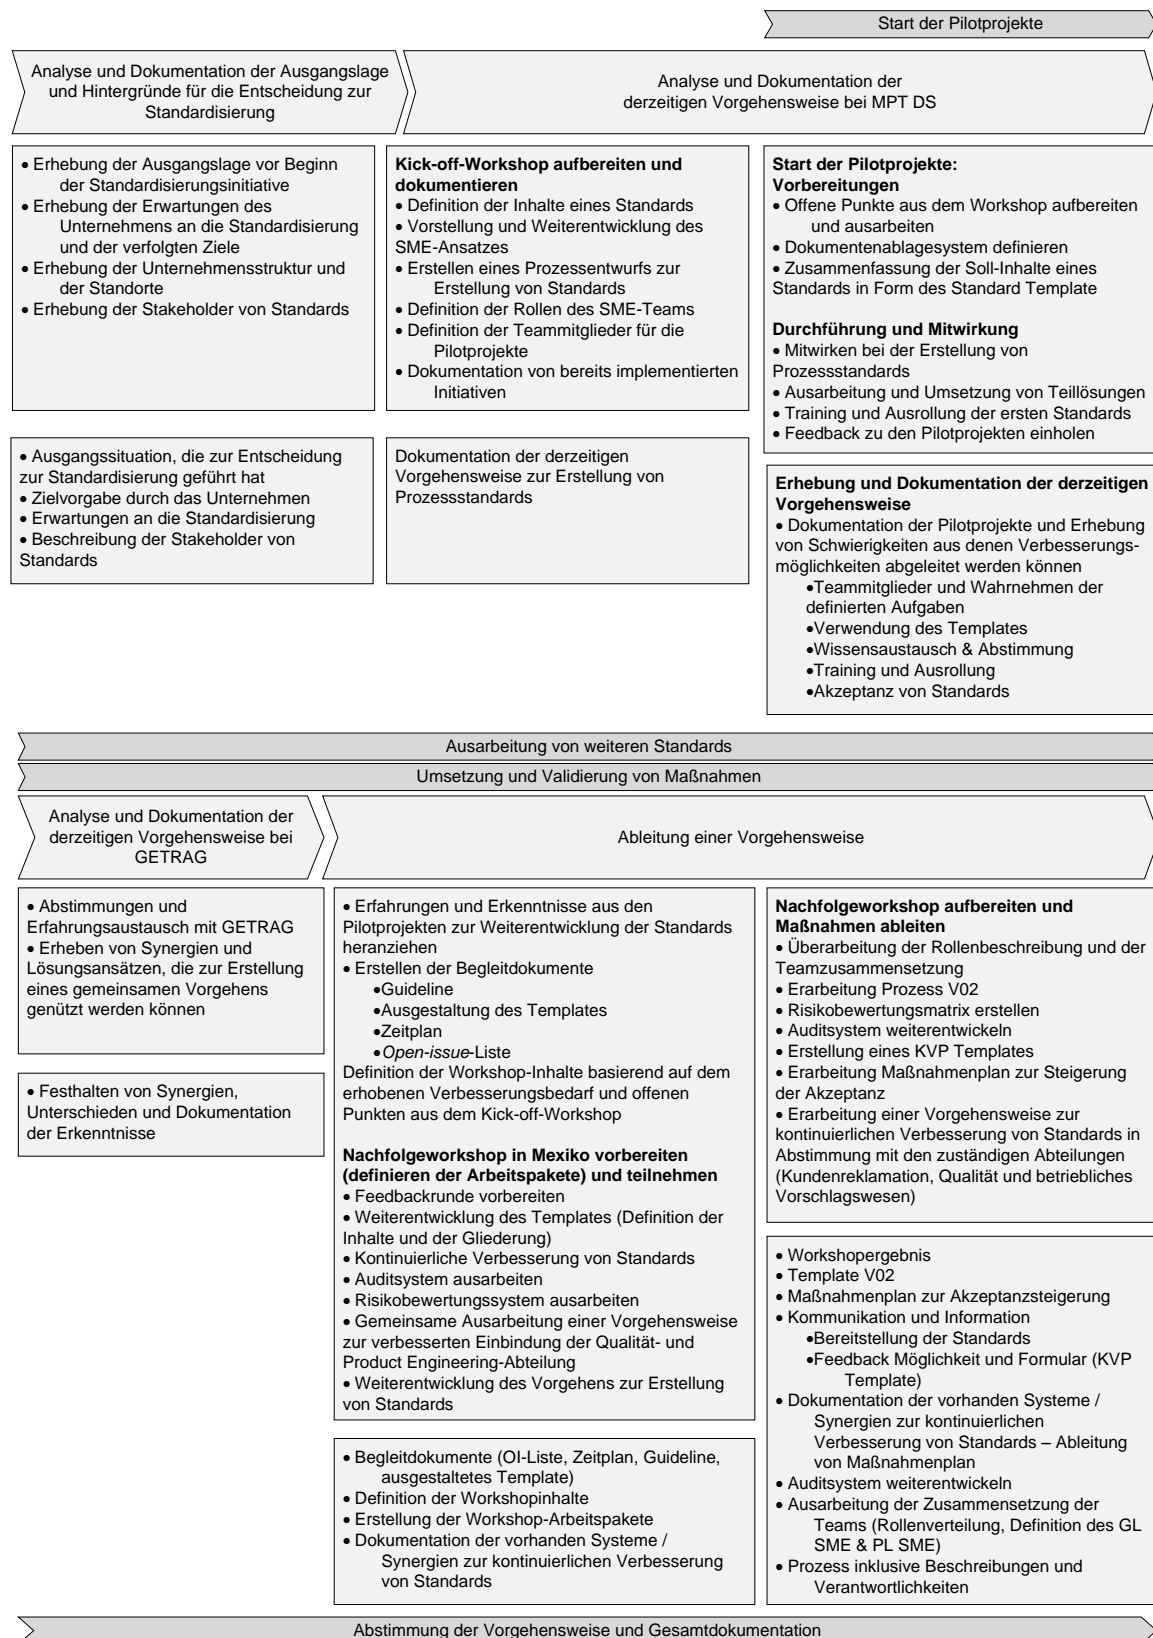 Start der Pilotprojekte
Analyse und Dokumentation der Ausgangslage
und Hintergründe für die Entscheidung zur
Standardisierung
Analyse und Dokumentation der
derzeitigen Vorgehensweise bei MPT DS
• Erhebung der Ausgangslage vor Beginn
der Standardisierungsinitiative
• Erhebung der Erwartungen des
Unternehmens an die Standardisierung
und der verfolgten Ziele
• Erhebung der Unternehmensstruktur und
der Standorte
• Erhebung der Stakeholder von Standards
Kick-off-Workshop aufbereiten und
dokumentieren
• Definition der Inhalte eines Standards
• Vorstellung und Weiterentwicklung des
SME-Ansatzes
• Erstellen eines Prozessentwurfs zur
Erstellung von Standards
• Definition der Rollen des SME-Teams
• Definition der Teammitglieder für die
Pilotprojekte
• Dokumentation von bereits implementierten
Initiativen
Start der Pilotprojekte:
Vorbereitungen
• Offene Punkte aus dem Workshop aufbereiten
und ausarbeiten
• Dokumentenablagesystem definieren
• Zusammenfassung der Soll-Inhalte eines
Standards in Form des Standard Template
Durchführung und Mitwirkung
• Mitwirken bei der Erstellung von
Prozessstandards
• Ausarbeitung und Umsetzung von Teillösungen
• Training und Ausrollung der ersten Standards
• Feedback zu den Pilotprojekten einholen
• Ausgangssituation, die zur Entscheidung
zur Standardisierung geführt hat
• Zielvorgabe durch das Unternehmen
• Erwartungen an die Standardisierung
• Beschreibung der Stakeholder von
Standards
Dokumentation der derzeitigen
Vorgehensweise zur Erstellung von
Prozessstandards
Erhebung und Dokumentation der derzeitigen
Vorgehensweise
• Dokumentation der Pilotprojekte und Erhebung
von Schwierigkeiten aus denen Verbesserungs-
möglichkeiten abgeleitet werden können
•Teammitglieder und Wahrnehmen der
definierten Aufgaben
•Verwendung des Templates
•Wissensaustausch & Abstimmung
•Training und Ausrollung
•Akzeptanz von Standards
Ausarbeitung von weiteren Standards
Umsetzung und Validierung von Maßnahmen
Analyse und Dokumentation der
derzeitigen Vorgehensweise bei
GETRAG
Ableitung einer Vorgehensweise
• Abstimmungen und
Erfahrungsaustausch mit GETRAG
• Erheben von Synergien und
Lösungsansätzen, die zur Erstellung
eines gemeinsamen Vorgehens
genützt werden können
• Festhalten von Synergien,
Unterschieden und Dokumentation
der Erkenntnisse
• Erfahrungen und Erkenntnisse aus den
Pilotprojekten zur Weiterentwicklung der Standards
heranziehen
• Erstellen der Begleitdokumente
•Guideline
•Ausgestaltung des Templates
•Zeitplan
•Open-issue-Liste
Definition der Workshop-Inhalte basierend auf dem
erhobenen Verbesserungsbedarf und offenen
Punkten aus dem Kick-off-Workshop
Nachfolgeworkshop in Mexiko vorbereiten
(definieren der Arbeitspakete) und teilnehmen
• Feedbackrunde vorbereiten
• Weiterentwicklung des Templates (Definition der
Inhalte und der Gliederung)
• Kontinuierliche Verbesserung von Standards
• Auditsystem ausarbeiten
• Risikobewertungssystem ausarbeiten
• Gemeinsame Ausarbeitung einer Vorgehensweise
zur verbesserten Einbindung der Qualität- und
Product Engineering-Abteilung
• Weiterentwicklung des Vorgehens zur Erstellung
von Standards
• Begleitdokumente (OI-Liste, Zeitplan, Guideline,
ausgestaltetes Template)
• Definition der Workshopinhalte
• Erstellung der Workshop-Arbeitspakete
• Dokumentation der vorhanden Systeme /
Synergien zur kontinuierlichen Verbesserung
von Standards
Nachfolgeworkshop aufbereiten und
Maßnahmen ableiten
• Überarbeitung der Rollenbeschreibung und der
Teamzusammensetzung
• Erarbeitung Prozess V02
• Risikobewertungsmatrix erstellen
• Auditsystem weiterentwickeln
• Erstellung eines KVP Templates
• Erarbeitung Maßnahmenplan zur Steigerung
der Akzeptanz
• Erarbeitung einer Vorgehensweise zur
kontinuierlichen Verbesserung von Standards in
Abstimmung mit den zuständigen Abteilungen
(Kundenreklamation, Qualität und betriebliches
Vorschlagswesen)
• Workshopergebnis
• Template V02
• Maßnahmenplan zur Akzeptanzsteigerung
• Kommunikation und Information
•Bereitstellung der Standards
•Feedback Möglichkeit und Formular (KVP
Template)
• Dokumentation der vorhanden Systeme /
Synergien zur kontinuierlichen
Verbesserung von Standards – Ableitung
von Maßnahmenplan
• Auditsystem weiterentwickeln
• Ausarbeitung der Zusammensetzung der
Teams (Rollenverteilung, Definition des GL
SME & PL SME)
• Prozess inklusive Beschreibungen und
Verantwortlichkeiten
Abstimmung der Vorgehensweise und Gesamtdokumentation